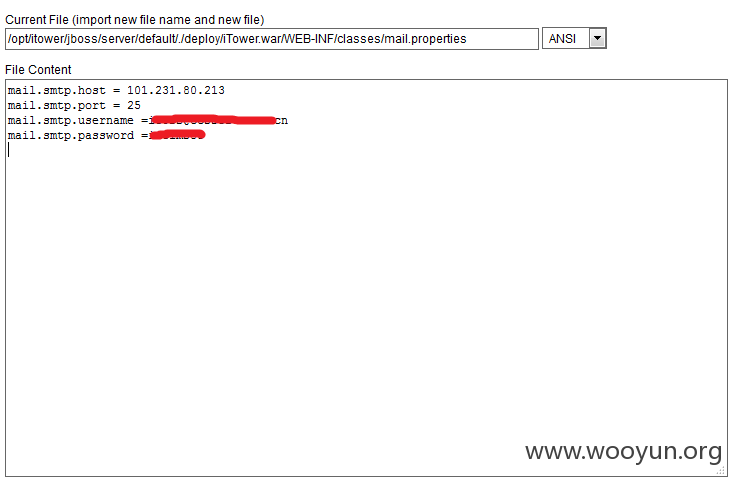 Current File (import new file name and new file)
/opt/itower/jboss/server/default/./deploy/iTower.war/WEB-INF/classes/mail.properties
ANSI
File Content
mail.smtp.host = 101.231.80.213
mail.smtp.port = 25
mail.smtp.username = cn
mail.smtp.password =
www.wooyun.org